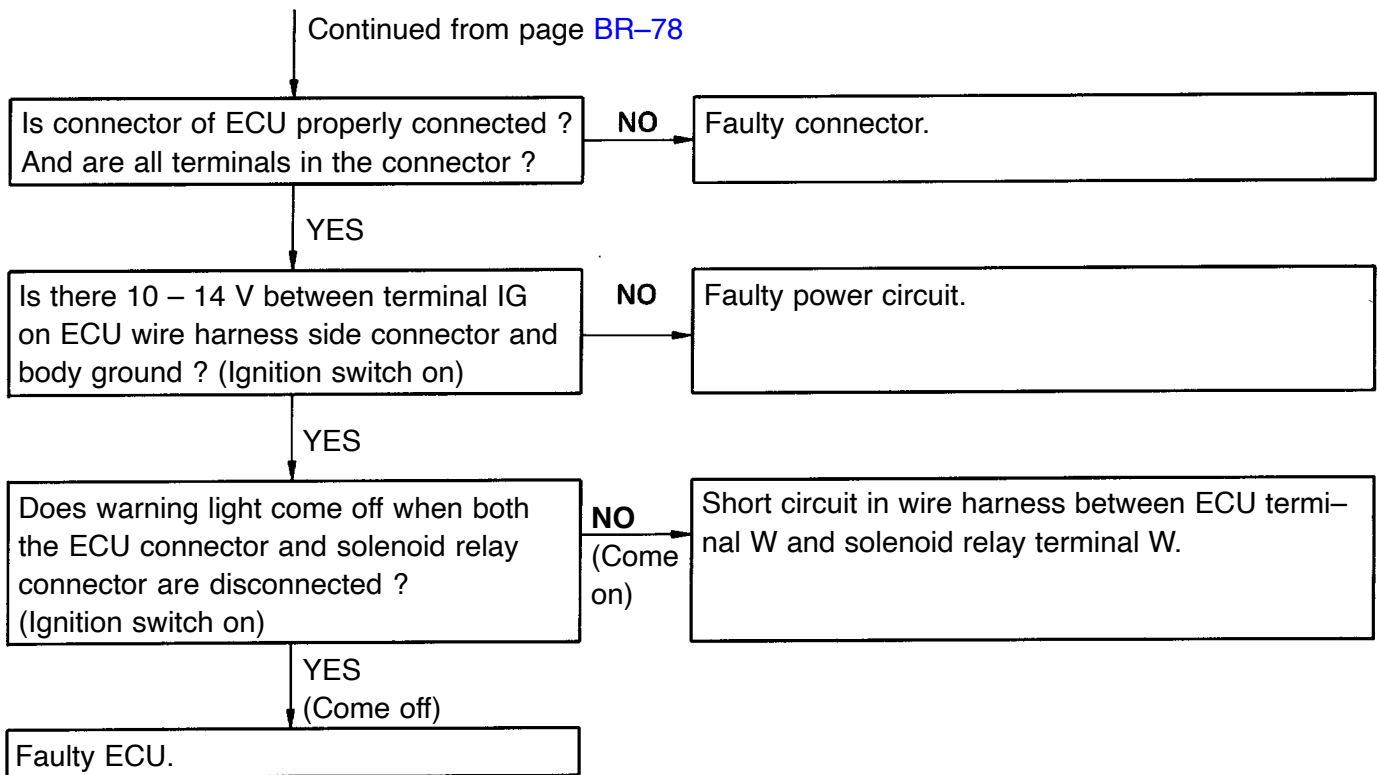 Continued from page BR–78
Is connector of ECU properly connected ?
And are all terminals in the connector ?
NO
Faulty connector.
YES
Is there 10 – 14 V between terminal IG
on ECU wire harness side connector and
body ground ? (Ignition switch on)
NO
Faulty power circuit.
YES
Does warning light come off when both
the ECU connector and solenoid relay
connector are disconnected ?
(Ignition switch on)
NO
(Come
on)
Short circuit in wire harness between ECU termi–
nal W and solenoid relay terminal W.
YES
(Come off)
Faulty ECU.